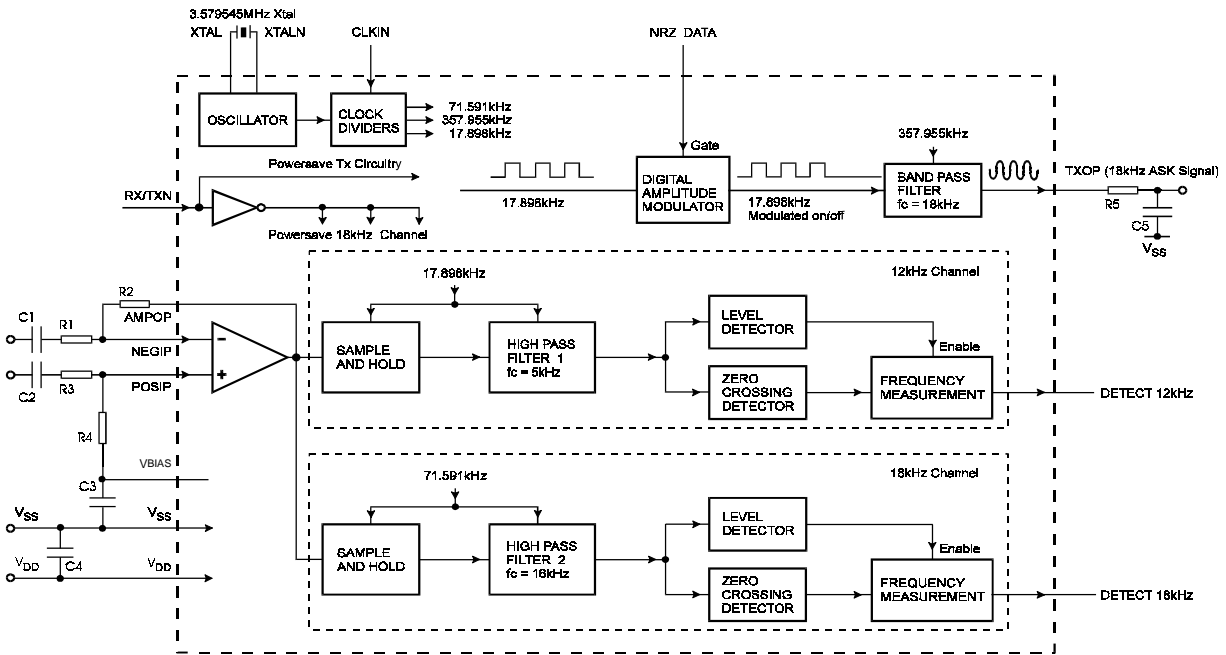 3.579545MHz Xtal
XTAL XTALN CLKIN NRZ DATA
OSCILLATOR
CLOCK
DIVIDERS
71.591kHz
357.955kHz
17.898kHz
Powersave Tx Circuitry
RX/TXN
Powersave 18kHz Channel
17.898kHz
Gate
DIGITAL
AMPLITUDE
MODULATOR
17.898kHz
Modulated on/off
357.955kHz
BAND PASS
FILTER
fc = 18kHz
TXOP (18kHz ASK Signal)
R5
C5
VSS
12kHz Channel
17.898kHz
R2
AMPOP
C1
R1
NEGIP
C2
R3
POSIP
R4
VBIAS
C3
VSS VSS
C4
VDD VDD
−
+
SAMPLE
AND HOLD
HIGH PASS
FILTER 1
fc = 5kHz
LEVEL
DETECTOR
ZERO
CROSSING
DETECTOR
Enable
FREQUENCY
MEASUREMENT
DETECT 12kHz
18kHz Channel
71.591kHz
SAMPLE
AND HOLD
HIGH PASS
FILTER 2
fc = 16kHz
LEVEL
DETECTOR
ZERO
CROSSING
DETECTOR
Enable
FREQUENCY
MEASUREMENT
DETECT 18kHz